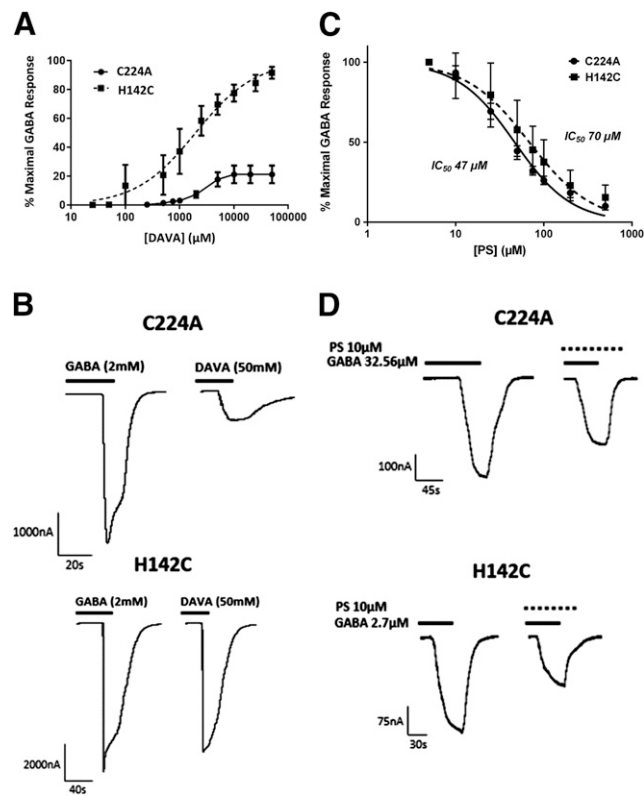 A
C224A
H142C
% Maximal GABA Response
100
80
60
40
20
0
10 100 1000 10000 100000
[DAVA] (µM)
C
C224A
H142C
% Maximal GABA Response
100
50
0
IC50 70 µM
IC50 47 µM
1 10 100 1000
[PS] (µM)
B
C224A
GABA (2mM) DAVA (50mM)
1000nA
20s
H142C
GABA (2mM) DAVA (50mM)
2000nA
40s
D
C224A
PS 10µM
GABA 32.56µM
100nA
45s
H142C
PS 10µM
GABA 2.7µM
75nA
30s